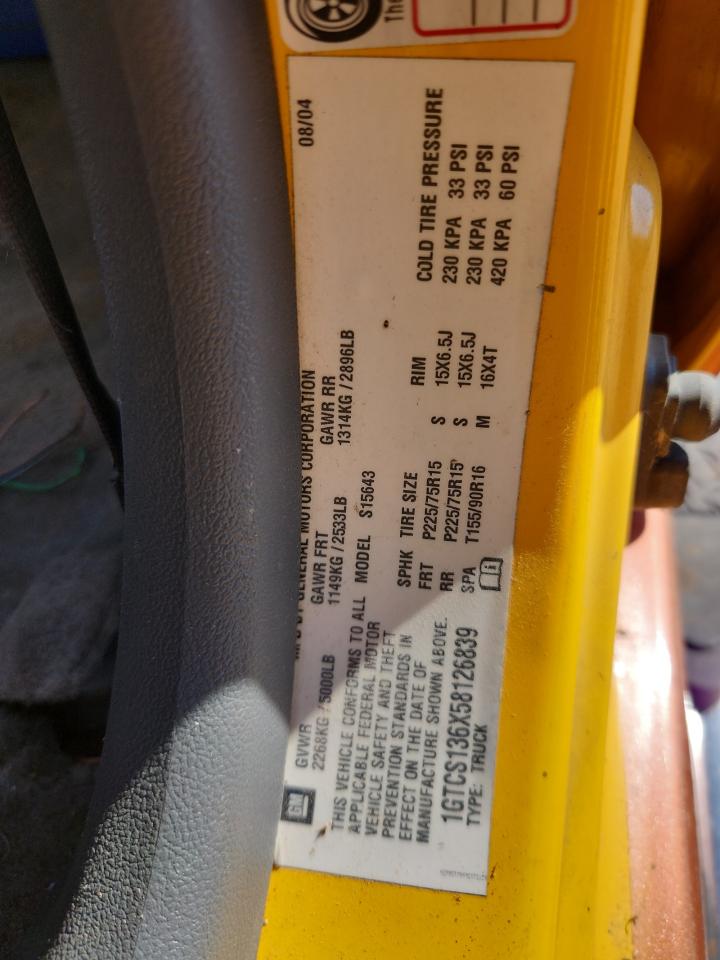 The
08/04
GENERAL MOTORS CORPORATION
GM GVWR GAWR FRT GAWR RR
2268KG / 5000LB 1149KG / 2533LB 1314KG / 2896LB
THIS VEHICLE CONFORMS TO ALL MODEL S15643
APPLICABLE FEDERAL MOTOR
VEHICLE SAFETY AND THEFT
PREVENTION STANDARDS IN
EFFECT ON THE DATE OF
MANUFACTURE SHOWN ABOVE.
1GTCS136X58126839
TYPE: TRUCK
SPHK TIRE SIZE RIM COLD TIRE PRESSURE
FRT P225/75R15 S 15X6.5J 230 KPA 33 PSI
RR P225/75R15 S 15X6.5J 230 KPA 33 PSI
SPA T155/90R16 M 16X4T 420 KPA 60 PSI